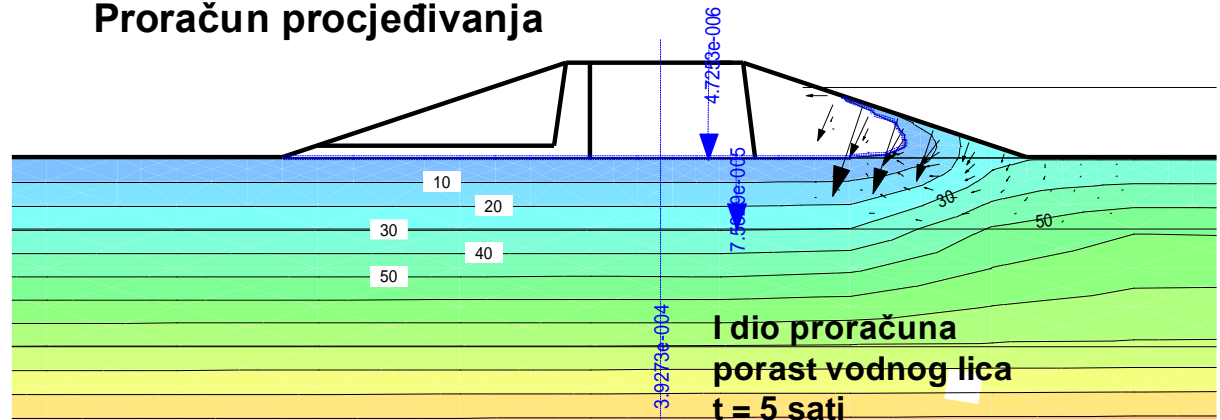 Proračun procjeđivanja
4.7253e-006
10
20
30
40
50
30
50
3.9273e-004
I dio proračuna
porast vodnog lica
t = 5 sati